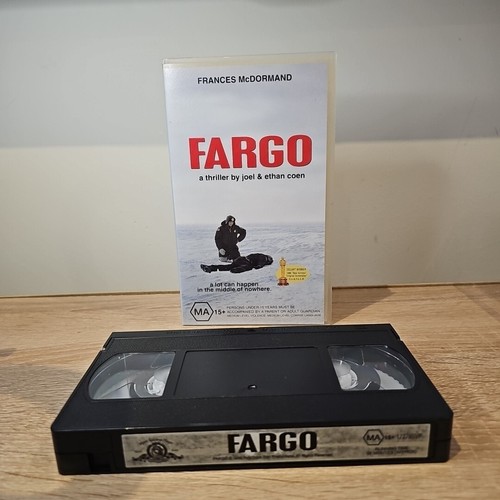 FRANCES McDORMAND
FARGO
a thriller by joel & ethan coen
a lot can happen
in the middle of nowhere.
MA 15+
PERSONS UNDER 15 YEARS MUST BE
ACCOMPANIED BY A PARENT OR ADULT GUARDIAN
FARGO
MA